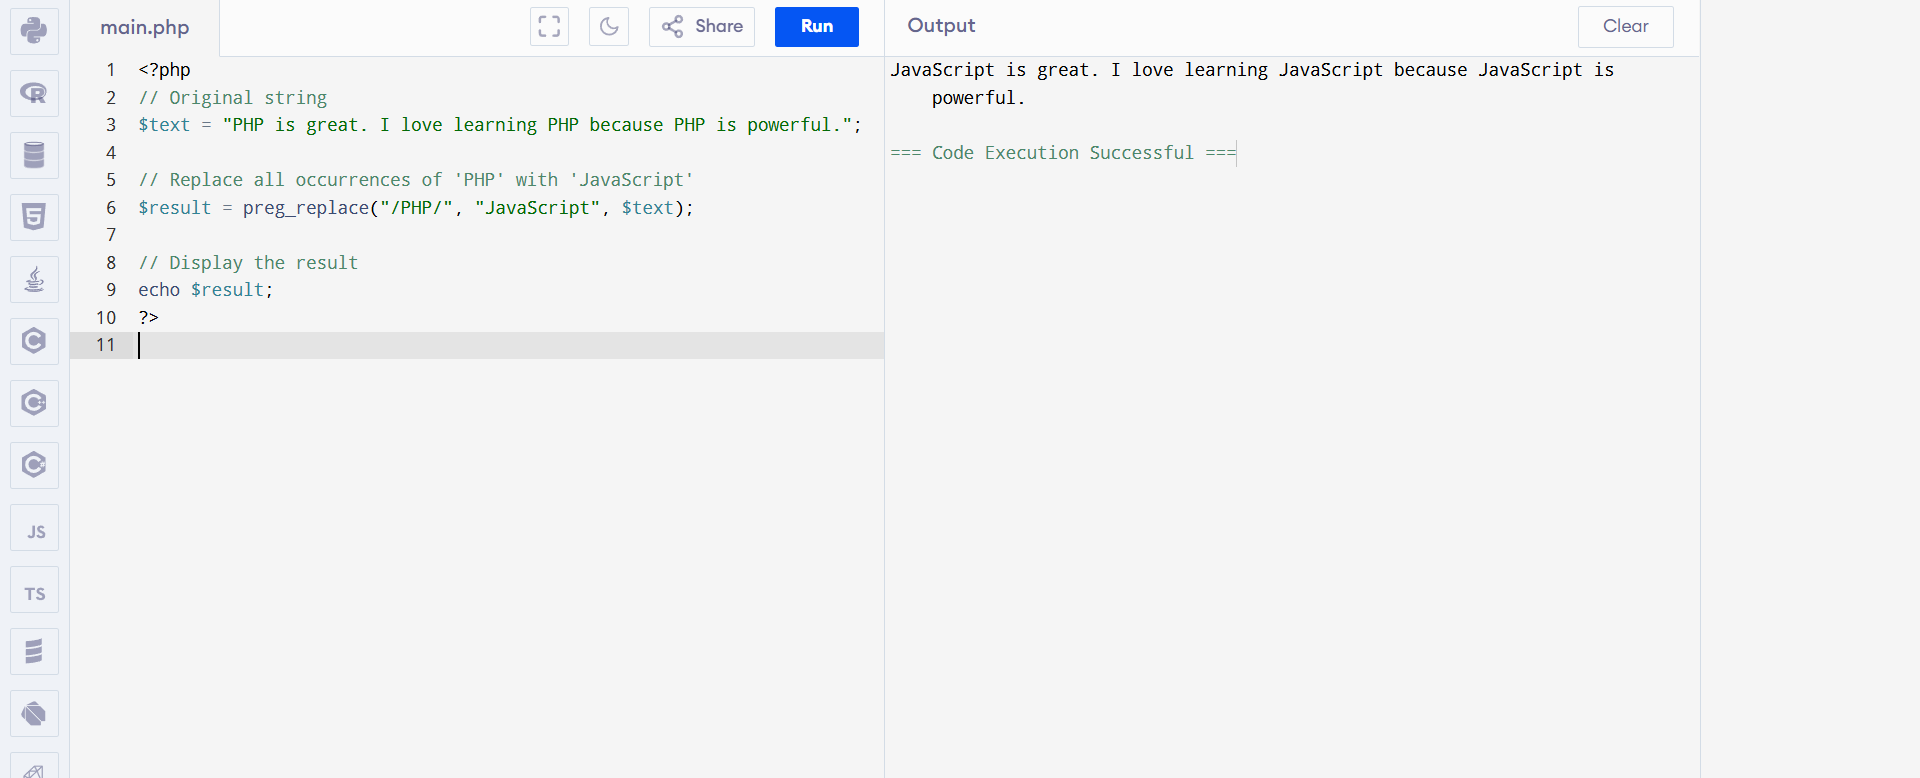 main.php
Share
Run
Output
Clear
1 <?php
2 // Original string
3 $text = "PHP is great. I love learning PHP because PHP is powerful.";
4
5 // Replace all occurrences of 'PHP' with 'JavaScript'
6 $result = preg_replace("/PHP/", "JavaScript", $text);
7
8 // Display the result
9 echo $result;
10 ?>
11
JavaScript is great. I love learning JavaScript because JavaScript is
powerful.
=== Code Execution Successful ===
R
5
C
C
C
JS
TS